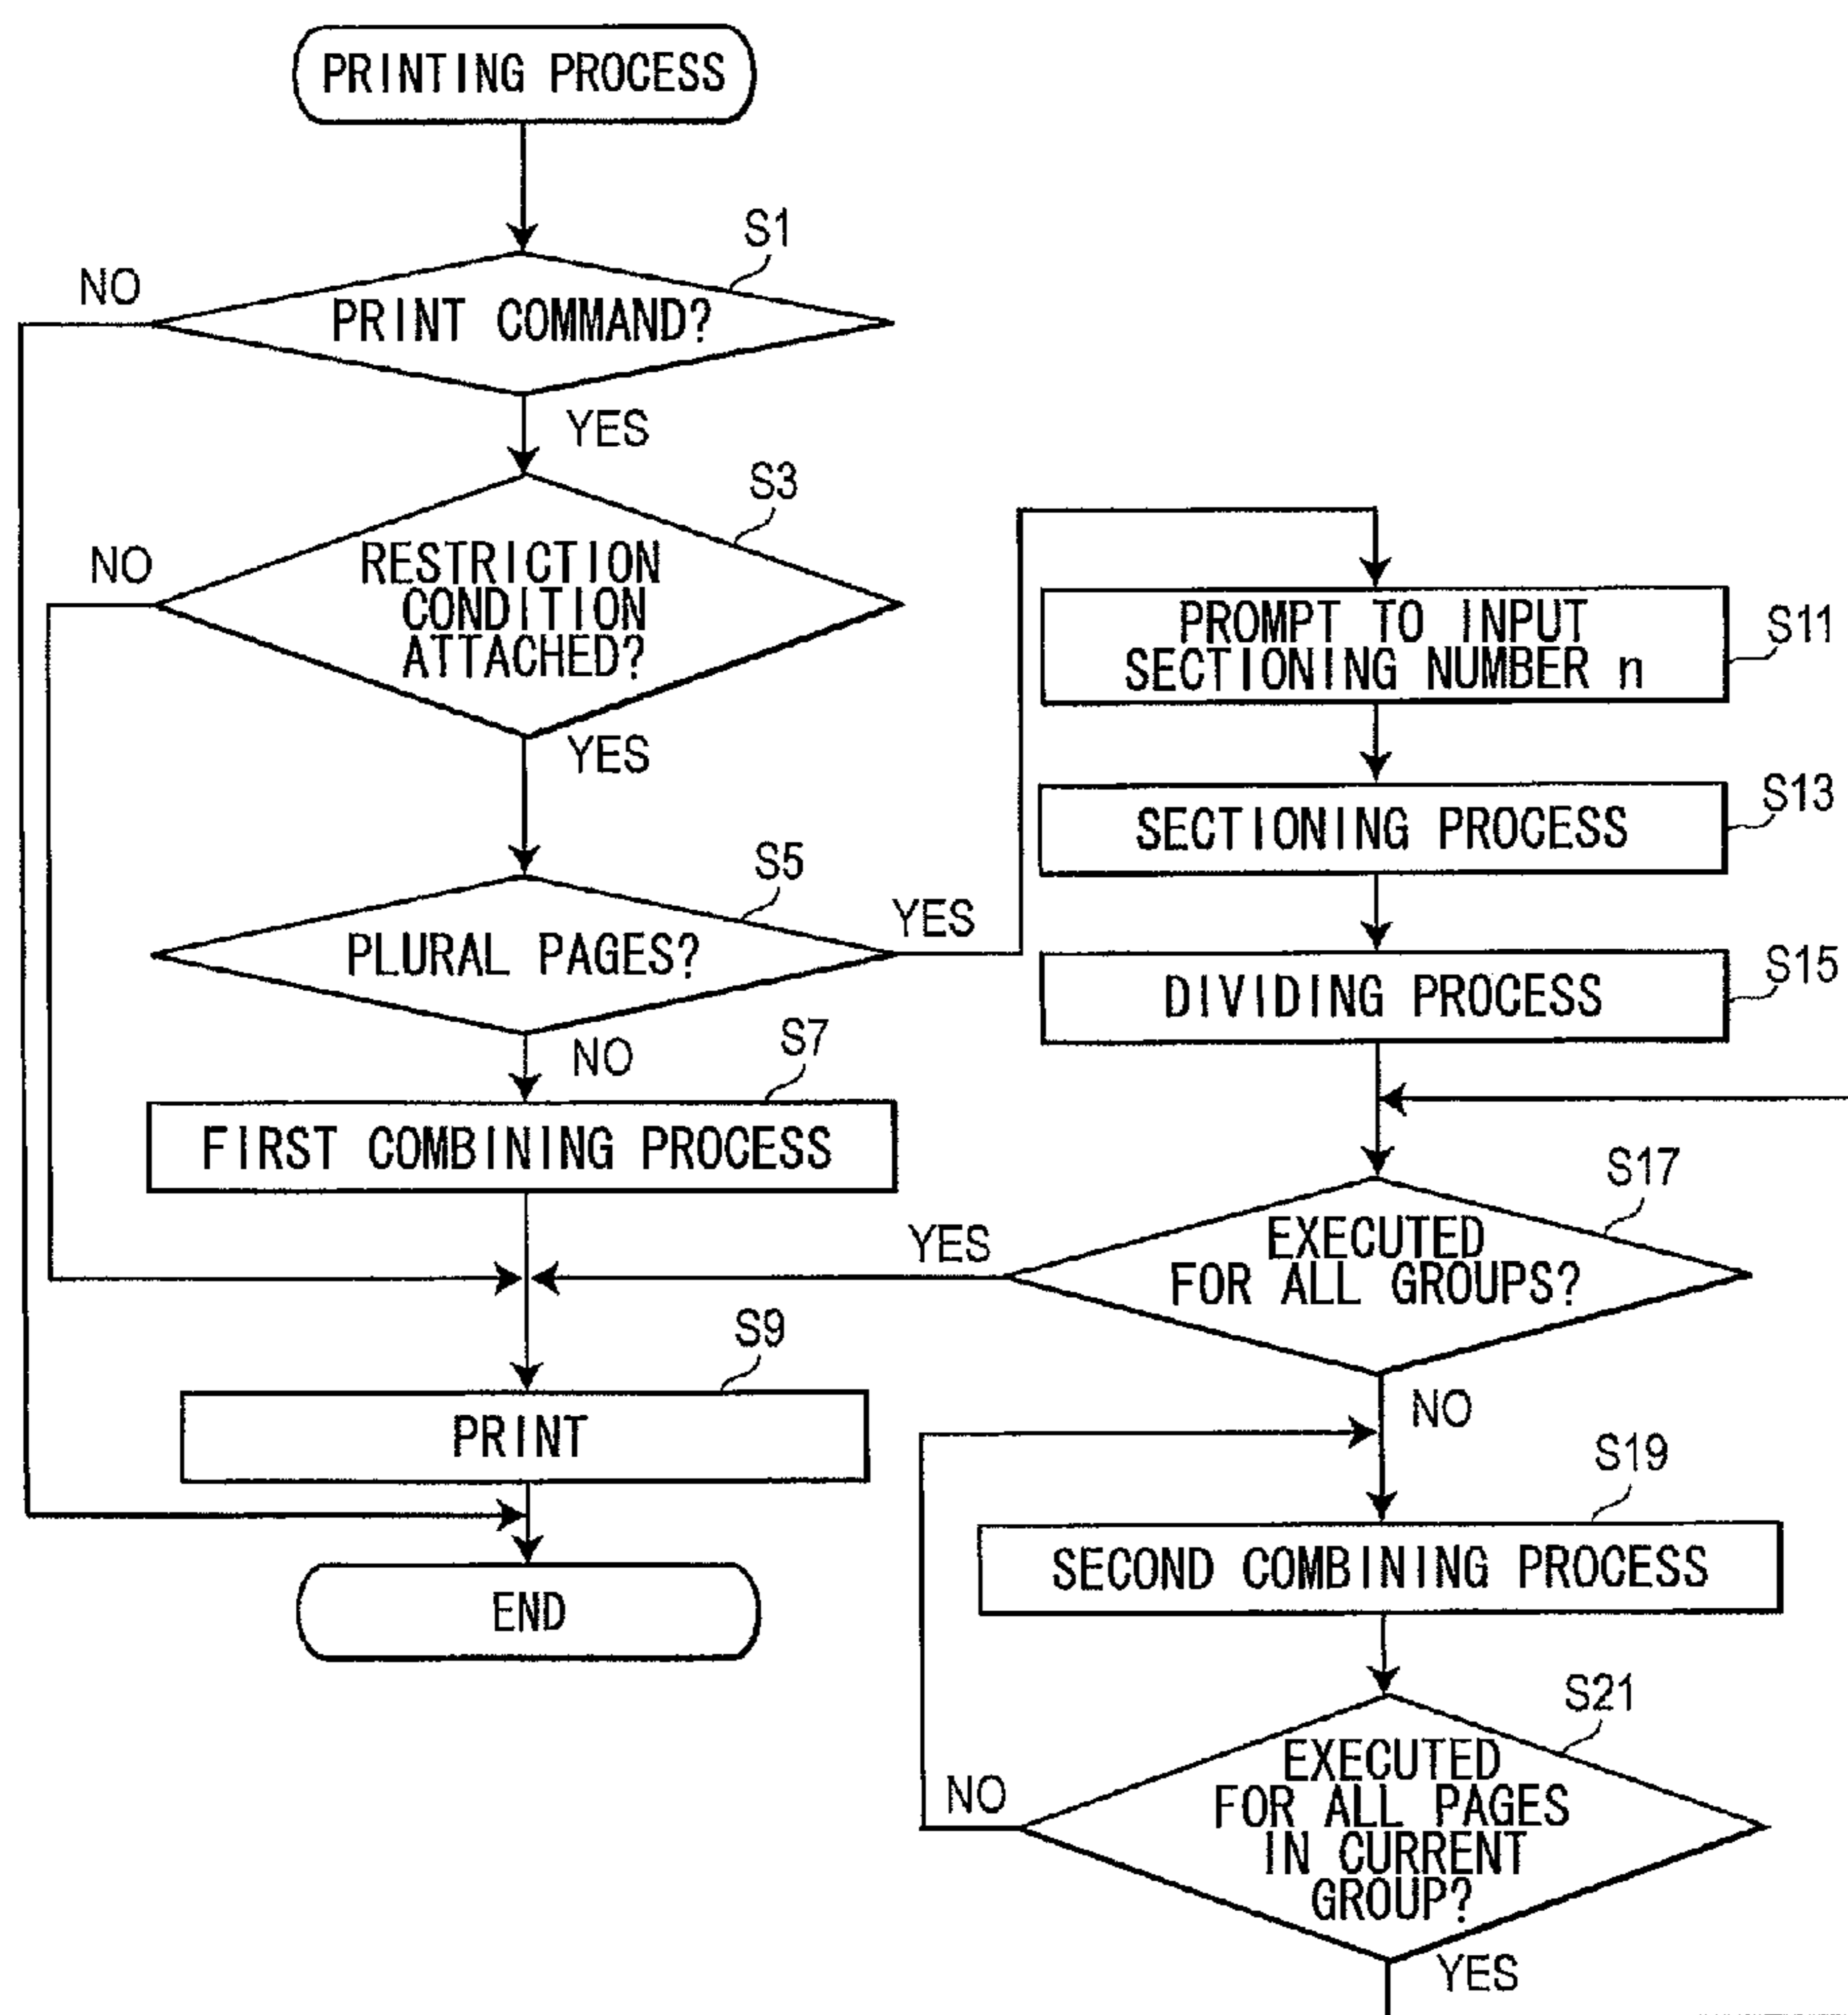 PRINTING PROCESS
S1
NO
PRINT COMMAND?
YES
S3
NO
RESTRICTION
CONDITION
ATTACHED?
YES
S5
PLURAL PAGES?
YES
NO
S7
FIRST COMBINING PROCESS
S9
PRINT
END
PROMPT TO INPUT
SECTIONING NUMBER n
S11
SECTIONING PROCESS
S13
DIVIDING PROCESS
S15
S17
YES
EXECUTED
FOR ALL GROUPS?
NO
S19
SECOND COMBINING PROCESS
S21
NO
EXECUTED
FOR ALL PAGES
IN CURRENT
GROUP?
YES